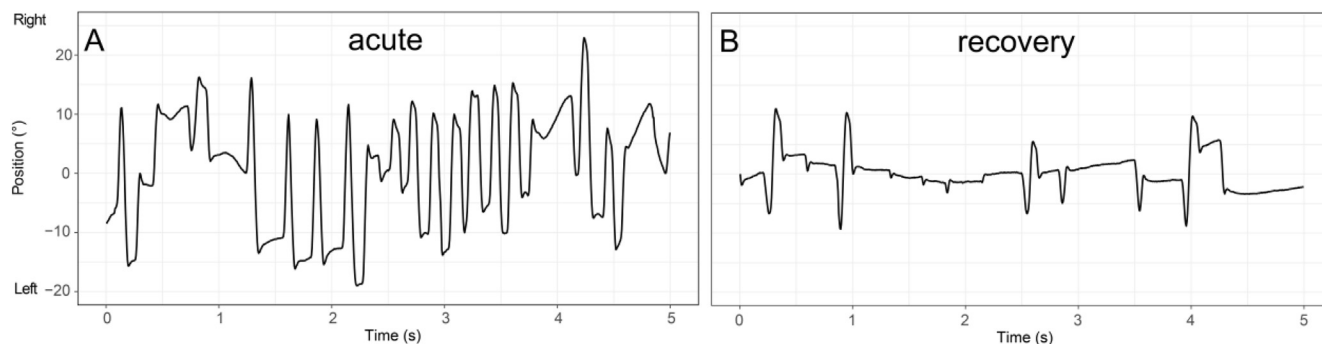 Right
A
acute
B
recovery
20
10
0
−10
−20
Position (°)
Left
0 1 2 3 4 5
Time (s)
0 1 2 3 4 5
Time (s)